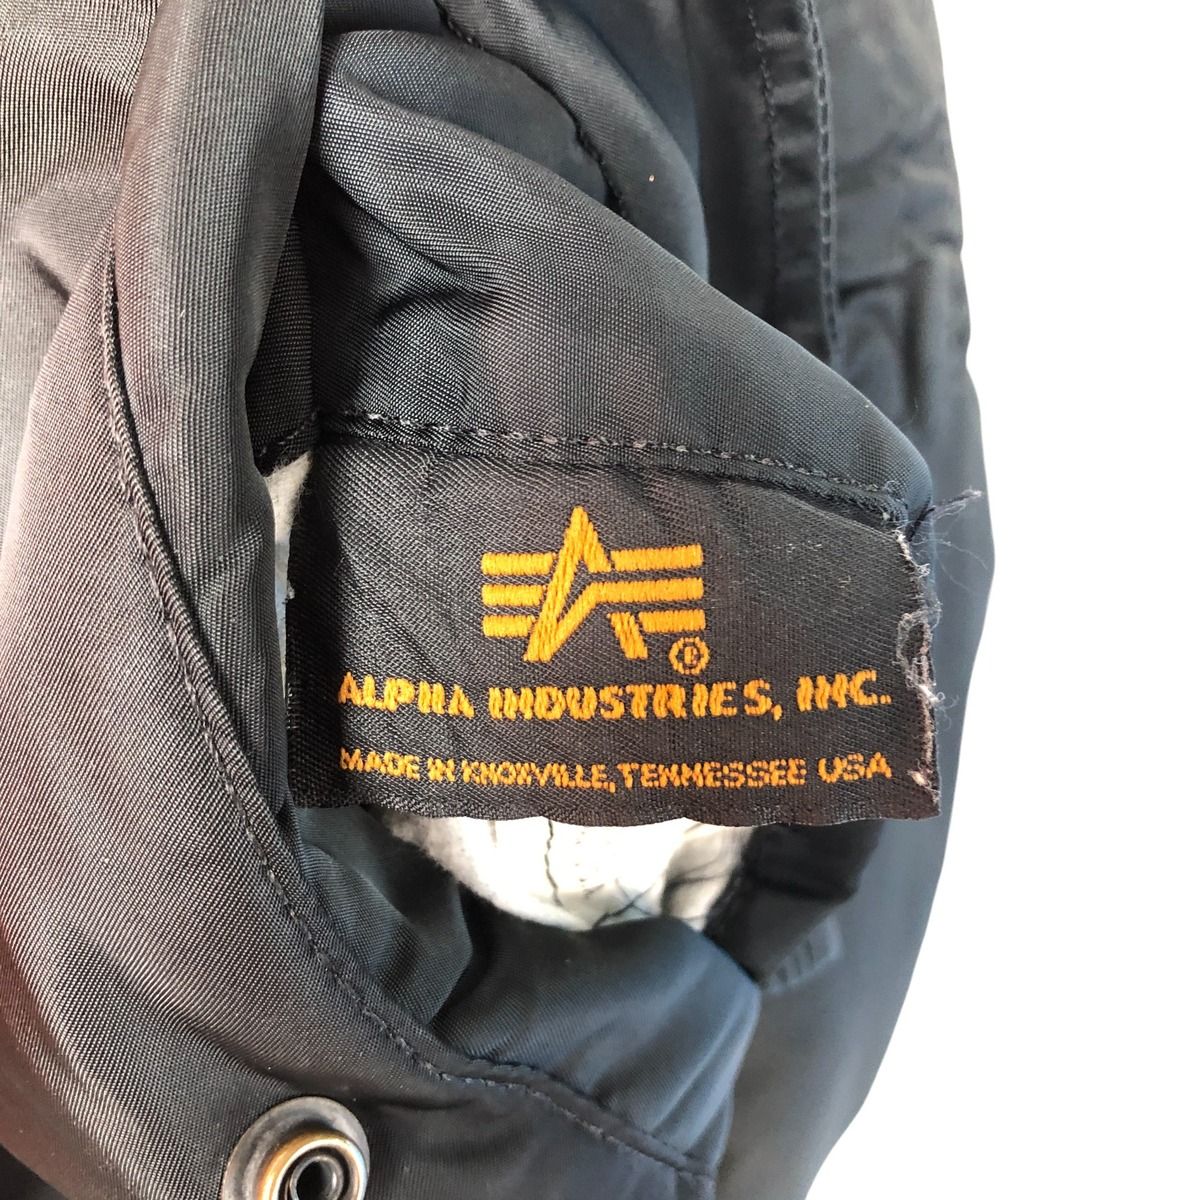 ®
ALPHA INDUSTRIES, INC.
MADE IN KNOXVILLE, TENNESSEE USA